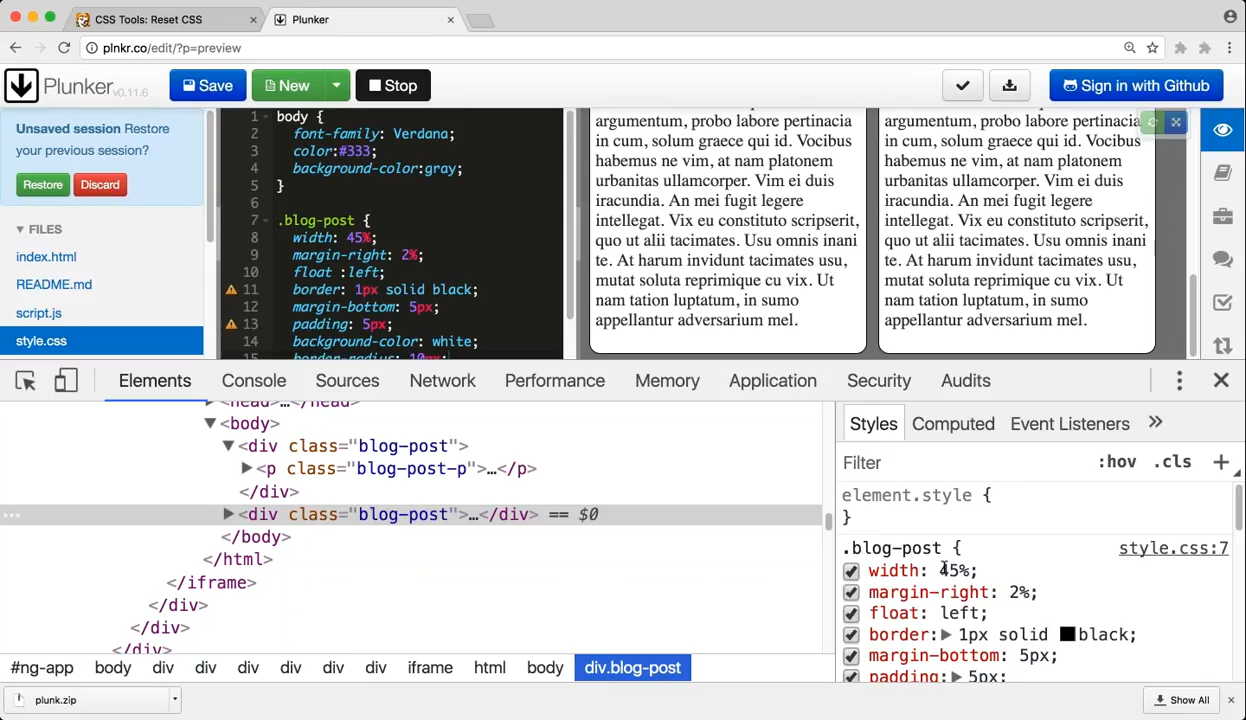 CSS Tools: Reset CSS
Plunker
plnkr.co/edit/?p=preview
Plunker v0.11.6
Save
New
Stop
Sign in with Github
Unsaved session Restore
your previous session?
Restore
Discard
FILES
index.html
README.md
script.js
style.css
1 body {
2 font-family: Verdana;
3 color:#333;
4 background-color:gray;
5 }
6
7 .blog-post {
8 width: 45%;
9 margin-right: 2%;
10 float :left;
11 border: 1px solid black;
12 margin-bottom: 5px;
13 padding: 5px;
14 background-color: white;
15 border-radius: 10px;
argumentum, probo labore pertinacia
in cum, solum graece qui id. Vocibus
habemus ne vim, at nam platonem
urbanitas ullamcorper. Vim ei duis
iracundia. An mei fugit legere
intellegat. Vix eu constituto scripserit,
quo ut alii tacimates. Usu omnis inani
te. At harum invidunt tacimates usu,
mutat soluta reprimique cu vix. Ut
nam tation luptatum, in sumo
appellantur adversarium mel.
argumentum, probo labore pertinacia
in cum, solum graece qui id. Vocibus
habemus ne vim, at nam platonem
urbanitas ullamcorper. Vim ei duis
iracundia. An mei fugit legere
intellegat. Vix eu constituto scripserit,
quo ut alii tacimates. Usu omnis inani
te. At harum invidunt tacimates usu,
mutat soluta reprimique cu vix. Ut
nam tation luptatum, in sumo
appellantur adversarium mel.
Elements Console Sources Network Performance Memory Application Security Audits
<head>…</head>
<body>
<div class="blog-post">
<p class="blog-post-p">…</p>
</div>
<div class="blog-post">…</div> == $0
</body>
</html>
</iframe>
</div>
</div>
</div>
#ng-app body div div div div div div iframe html body div.blog-post
Styles Computed Event Listeners »
Filter :hov .cls +
element.style {
}
.blog-post { style.css:7
width: 45%;
margin-right: 2%;
float: left;
border: 1px solid black;
margin-bottom: 5px;
padding: 5px;
plunk.zip
Show All